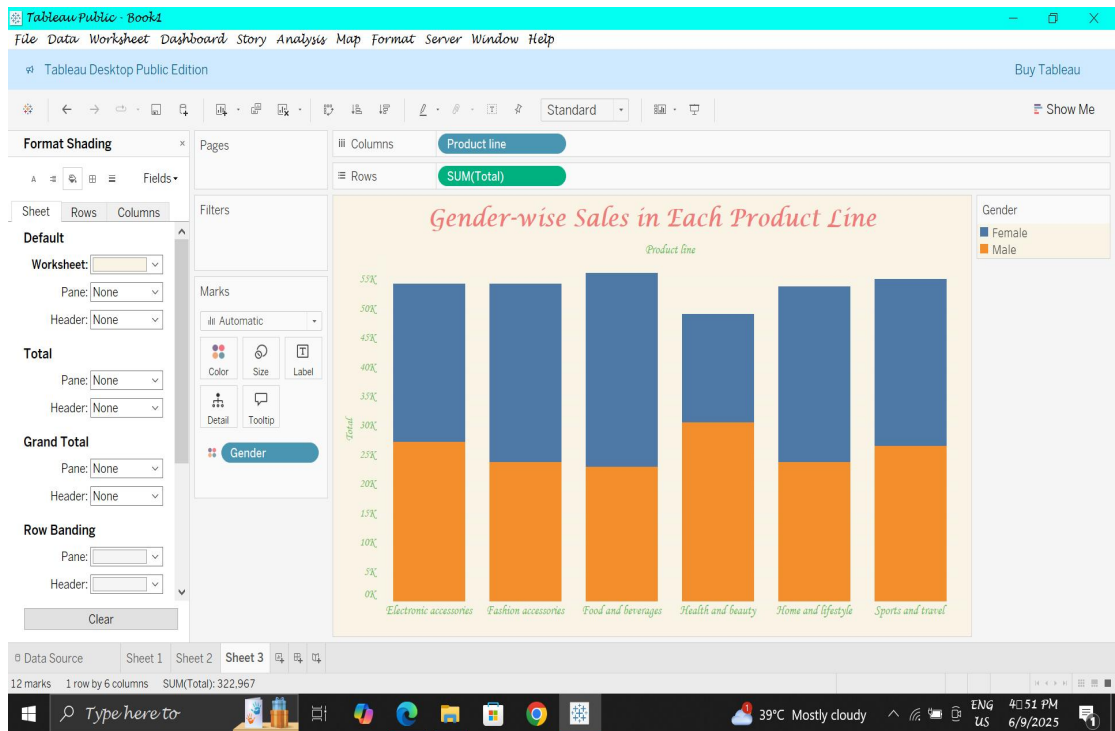 Tableau Public - Book1
File Data Worksheet Dashboard Story Analysis Map Format Server Window Help
Tableau Desktop Public Edition Buy Tableau
Standard Show Me
Format Shading
Fields
Sheet Rows Columns
Default
Worksheet:
Pane: None
Header: None
Total
Pane: None
Header: None
Grand Total
Pane: None
Header: None
Row Banding
Pane:
Header:
Clear
Pages
Filters
Marks
Automatic
Color Size Label
Detail Tooltip
Gender
Columns Product line
Rows SUM(Total)
Gender-wise Sales in Each Product Line
Product line
55K
50K
45K
40K
35K
30K
25K
20K
15K
10K
5K
0K
Total
Electronic accessories Fashion accessories Food and beverages Health and beauty Home and lifestyle Sports and travel
Gender
Female
Male
Data Source Sheet 1 Sheet 2 Sheet 3
12 marks 1 row by 6 columns SUM(Total): 322,967
Type here to
1 39°C Mostly cloudy
ENG
US
4:51 PM
6/9/2025
1